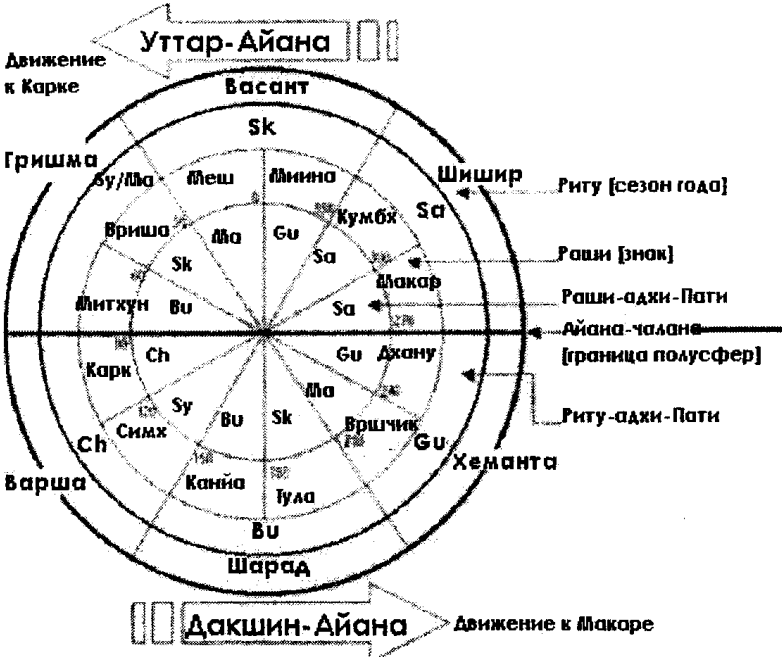 Уттар-Айана
Движение
к Карке
Васант
Sk
Гришма
Sy/Ma
Меш
Миина
Шишир
Риту [сезон года]
Sa
Кумбх
Вриша
Ma
Gu
Sa
Раши [знак]
Sk
Макар
Митхун
Bu
Sa
Раши-адхи-Пати
Айана-чалана
[граница полусфер]
Карк
Ch
Gu
Дхану
Ma
Sy
Bu
Sk
Вршчик
Риту-адхи-Пати
Симх
Ch
Gu
Хеманта
Варша
Канйа
Тула
Bu
Шарад
Дакшин-Айана
Движение к Макаре